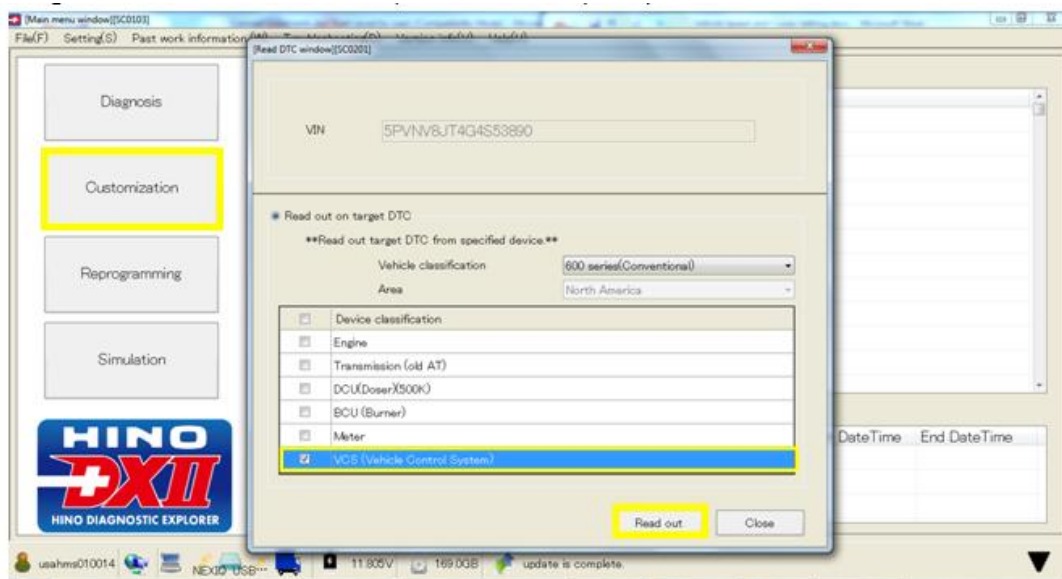 [Main menu window][SC0103]
File(F) Setting(S) Past work information(W)
[Read DTC window][SC0201]
Diagnosis
Customization
Reprogramming
Simulation
VIN 5PVNV8JT4G4S53890
Read out on target DTC
**Read out target DTC from specified device.**
Vehicle classification 600 series(Conventional)
Area North America
Device classification
Engine
Transmission (old AT)
DCU(Doser)(500K)
BCU (Burner)
Meter
VCS (Vehicle Control System)
Read out Close
DateTime End DateTime
HINO
DXII
HINO DIAGNOSTIC EXPLORER
usahms010014 NEXIQ USB... 11.805V 169.0GB update is complete.